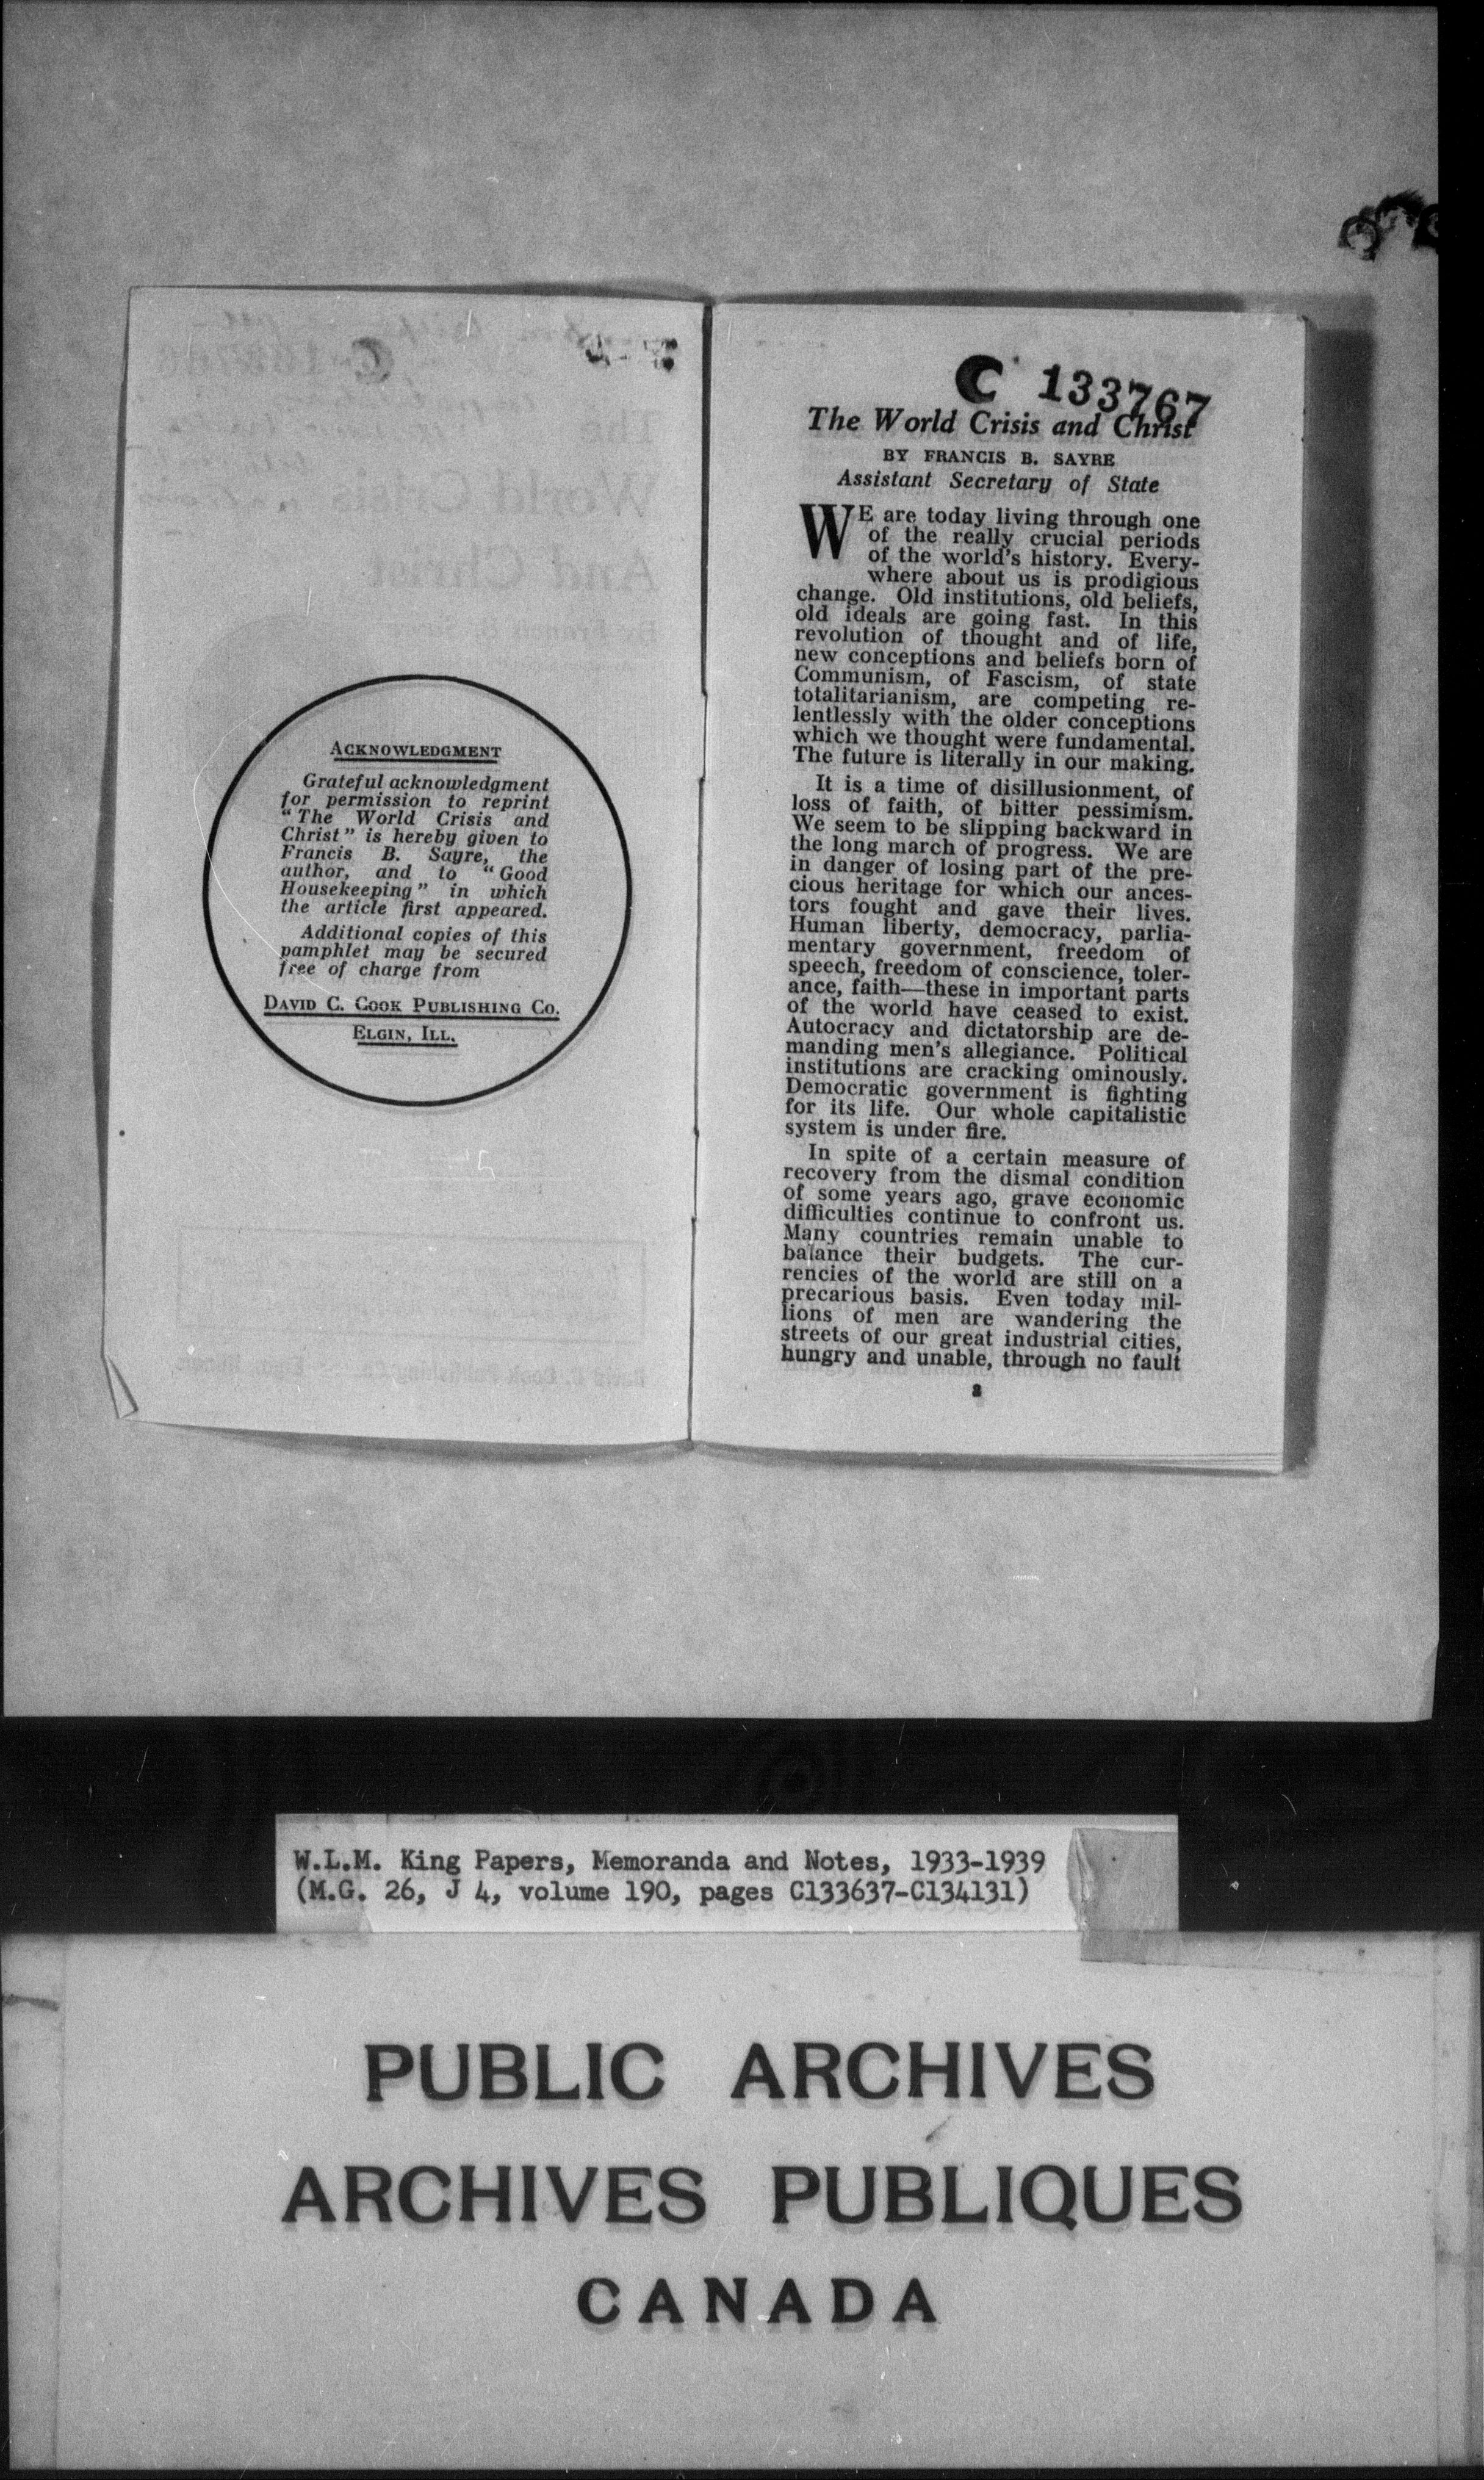 ACKNOWLEDGMENT
Grateful acknowledgment
for permission to reprint
"The World Crisis and
Christ" is hereby given to
Francis B. Sayre, the
author, and to "Good
Housekeeping" in which
the article first appeared.
Additional copies of this
pamphlet may be secured
free of charge from
DAVID C. COOK PUBLISHING CO.
ELGIN, ILL.
C 133767
The World Crisis and Christ
BY FRANCIS B. SAYRE
Assistant Secretary of State
WE are today living through one
of the really crucial periods
of the world's history. Every-
where about us is prodigious
change. Old institutions, old beliefs,
old ideals are going fast. In this
revolution of thought and of life,
new conceptions and beliefs born of
Communism, of Fascism, of state
totalitarianism, are competing re-
lentlessly with the older conceptions
which we thought were fundamental.
The future is literally in our making.
It is a time of disillusionment, of
loss of faith, of bitter pessimism.
We seem to be slipping backward in
the long march of progress. We are
in danger of losing part of the pre-
cious heritage for which our ances-
tors fought and gave their lives.
Human liberty, democracy, parlia-
mentary government, freedom of
speech, freedom of conscience, toler-
ance, faith—these in important parts
of the world have ceased to exist.
Autocracy and dictatorship are de-
manding men's allegiance. Political
institutions are cracking ominously.
Democratic government is fighting
for its life. Our whole capitalistic
system is under fire.
In spite of a certain measure of
recovery from the dismal condition
of some years ago, grave economic
difficulties continue to confront us.
Many countries remain unable to
balance their budgets. The cur-
rencies of the world are still on a
precarious basis. Even today mil-
lions of men are wandering the
streets of our great industrial cities,
hungry and unable, through no fault
W.L.M. King Papers, Memoranda and Notes, 1933-1939
(M.G. 26, J 4, volume 190, pages C133637-C134131)
PUBLIC ARCHIVES
ARCHIVES PUBLIQUES
CANADA